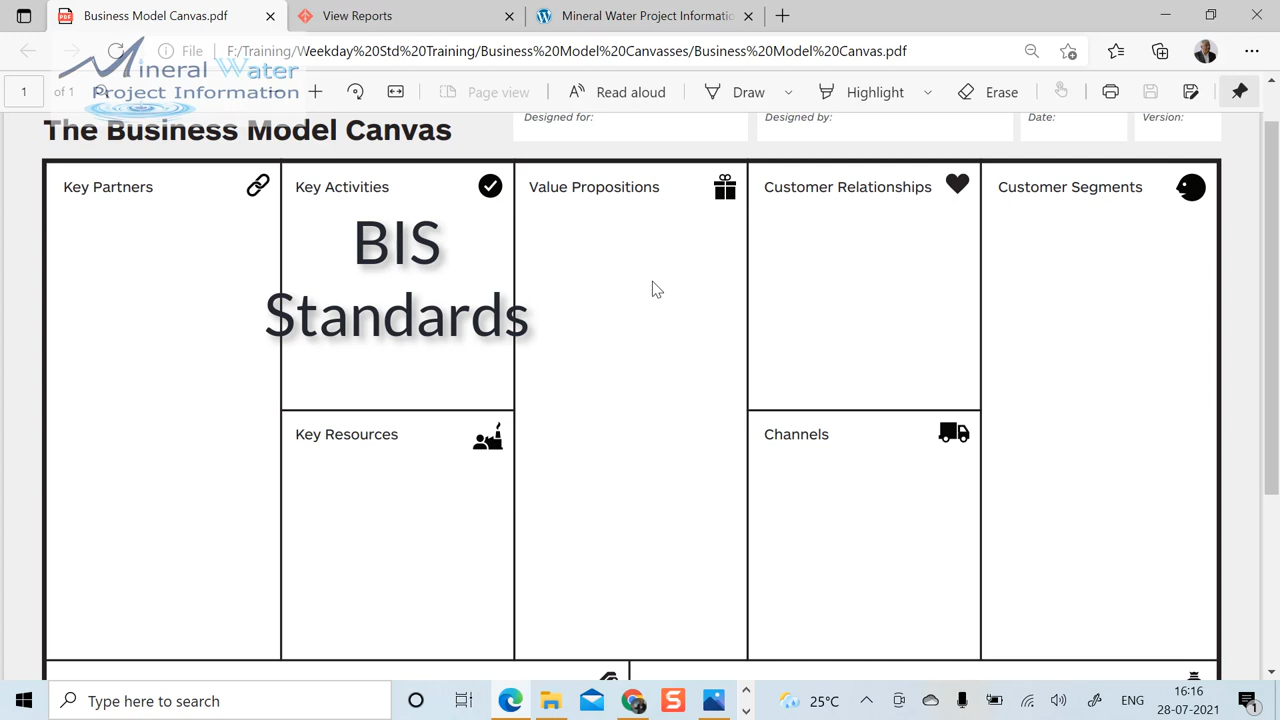 Business Model Canvas.pdf
View Reports
Mineral Water Project Informatio
File
F:/Training/Weekday%20Std%20Training/Business%20Model%20Canvasses/Business%20Model%20Canvas.pdf
Mineral Water
Project Information
1 of 1
Page view
Read aloud
Draw
Highlight
Erase
The Business Model Canvas
Designed for:
Designed by:
Date:
Version:
Key Partners
Key Activities
Value Propositions
Customer Relationships
Customer Segments
BIS
Standards
Key Resources
Channels
Type here to search
25°C
ENG
16:16
28-07-2021
1